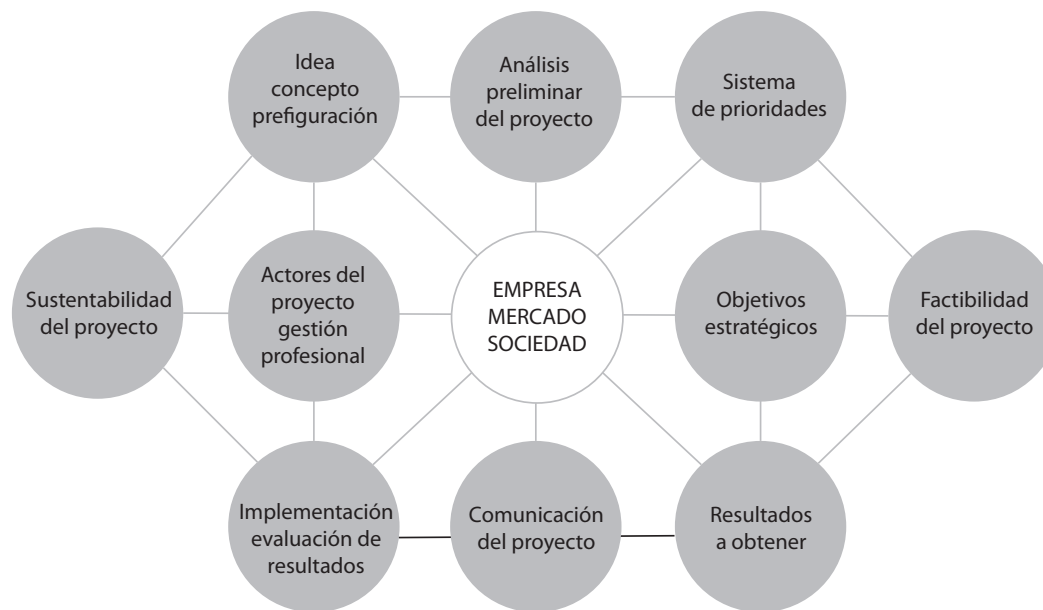 Idea
concepto
prefiguración
Análisis
preliminar
del proyecto
Sistema
de prioridades
Sustentabilidad
del proyecto
Actores del
proyecto
gestión
profesional
EMPRESA
MERCADO
SOCIEDAD
Objetivos
estratégicos
Factibilidad
del proyecto
Implementación
evaluación de
resultados
Comunicación
del proyecto
Resultados
a obtener